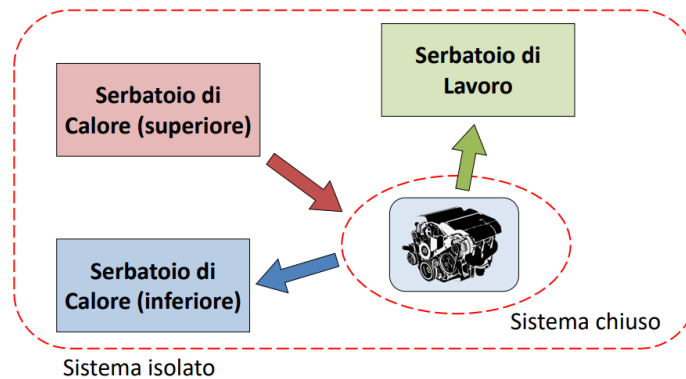 Serbatoio di
Lavoro
Serbatoio di
Calore (superiore)
Serbatoio di
Calore (inferiore)
Sistema chiuso
Sistema isolato